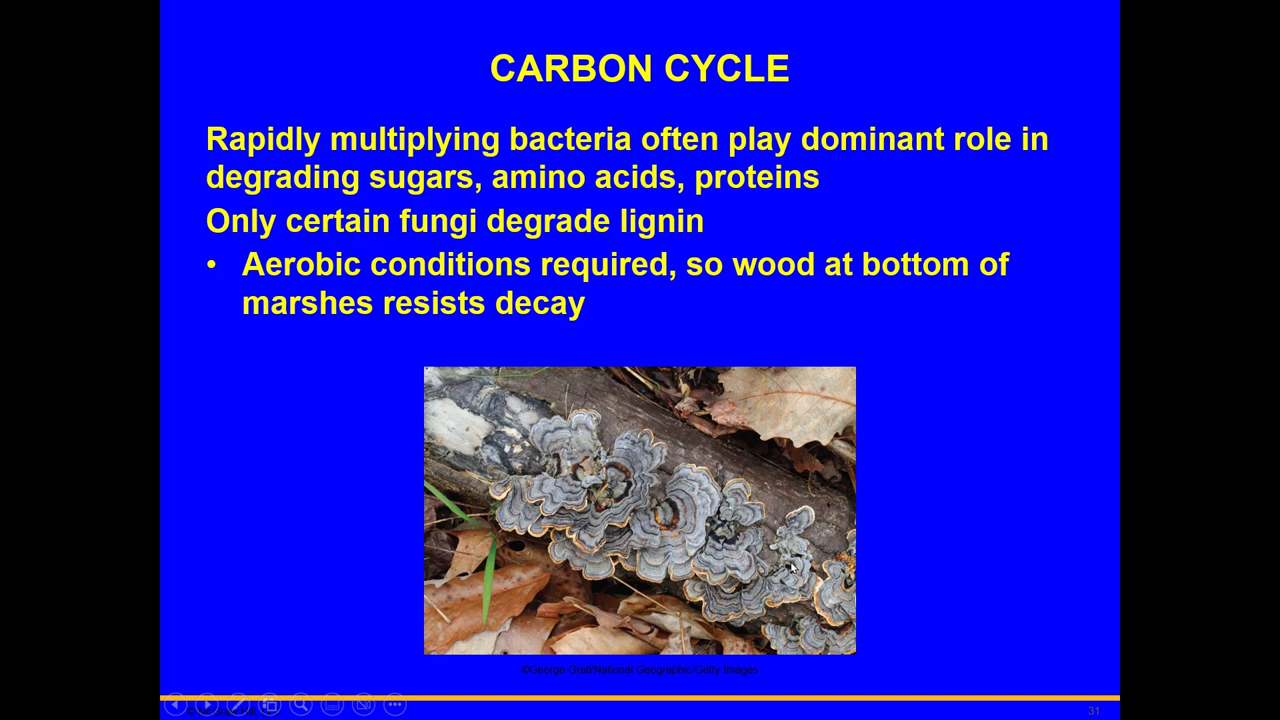 CARBON CYCLE
Rapidly multiplying bacteria often play dominant role in
degrading sugars, amino acids, proteins
Only certain fungi degrade lignin
• Aerobic conditions required, so wood at bottom of
marshes resists decay
©George Grall/National Geographic/Getty Images
31